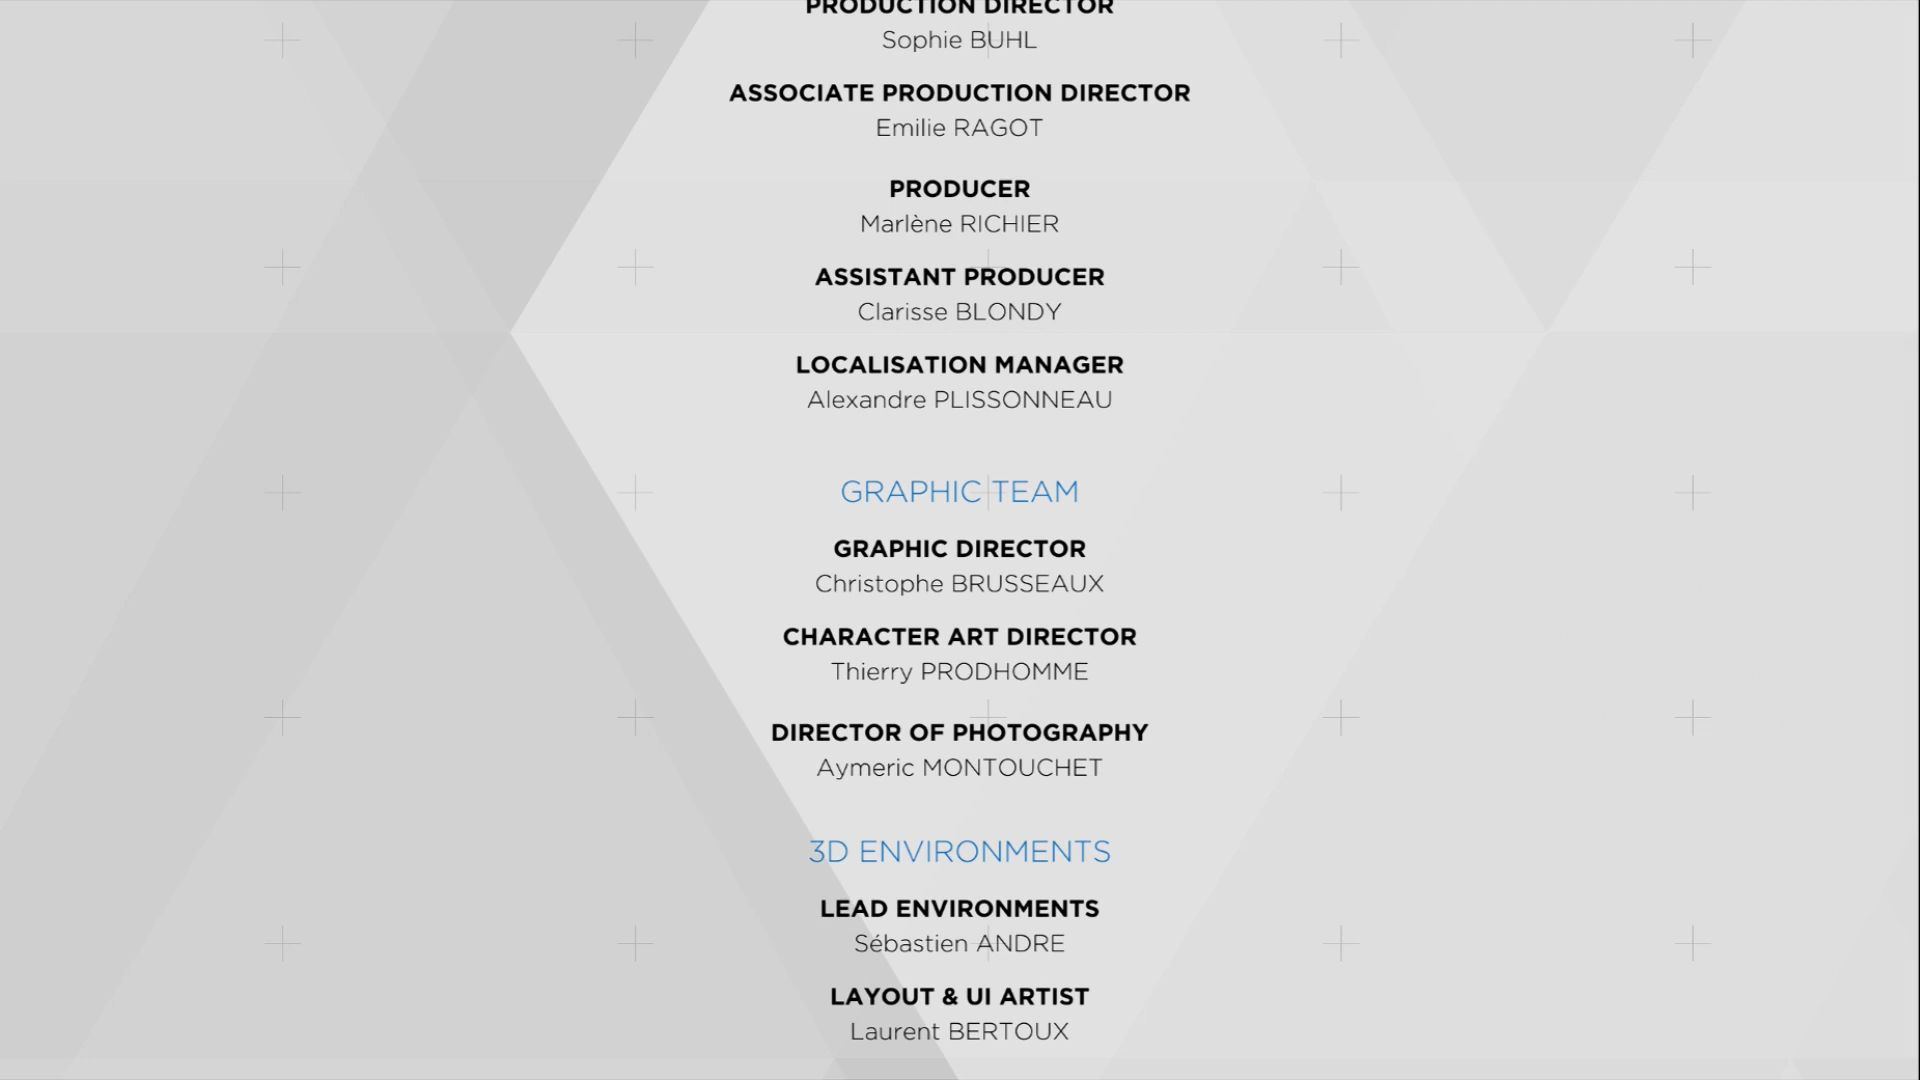 PRODUCTION DIRECTOR
Sophie BUHL
ASSOCIATE PRODUCTION DIRECTOR
Emilie RAGOT
PRODUCER
Marlène RICHIER
ASSISTANT PRODUCER
Clarisse BLONDY
LOCALISATION MANAGER
Alexandre PLISSONNEAU
GRAPHIC TEAM
GRAPHIC DIRECTOR
Christophe BRUSSEAUX
CHARACTER ART DIRECTOR
Thierry PRODHOMME
DIRECTOR OF PHOTOGRAPHY
Aymeric MONTOUCHET
3D ENVIRONMENTS
LEAD ENVIRONMENTS
Sébastien ANDRE
LAYOUT & UI ARTIST
Laurent BERTOUX